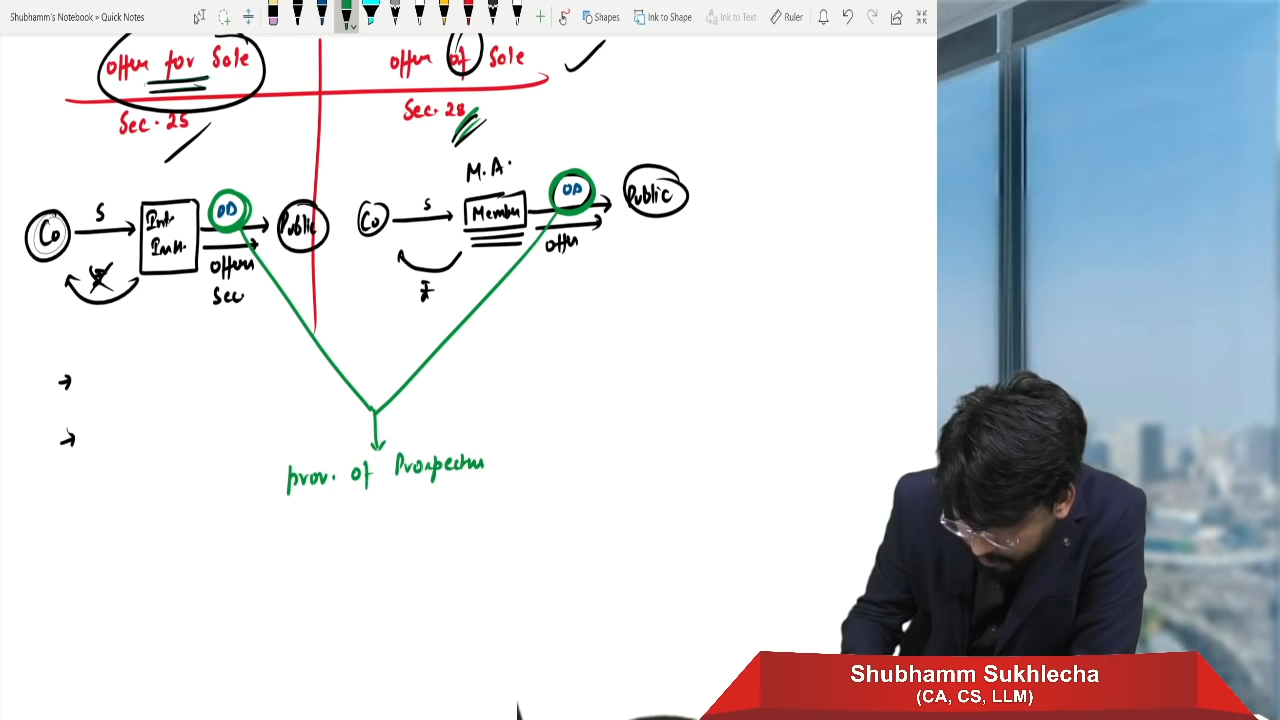 Shubhamm's Notebook » Quick Notes
Shapes
Ink to Shape
Ink to Text
Ruler
offer for Sale
offer of Sale
Sec. 25
Sec. 28
M.A.
Co
S
Int.
OD
Public
offers
Sec
Co
S
Member
OD
Public
offer
₹
prov. of Prospectus
Shubhamm Sukhlecha
(CA, CS, LLM)